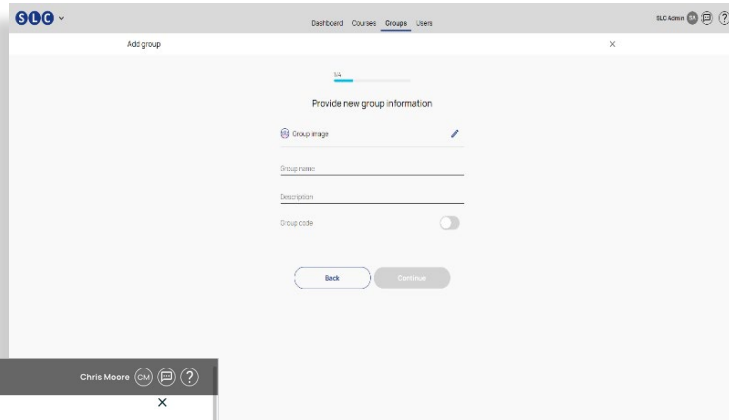 SLC
Dashboard Courses Groups Users
SLC Admin SA ?
Add group
1/4
Provide new group information
Group image
Group name
Description
Group code
Back Continue
Chris Moore CM ?